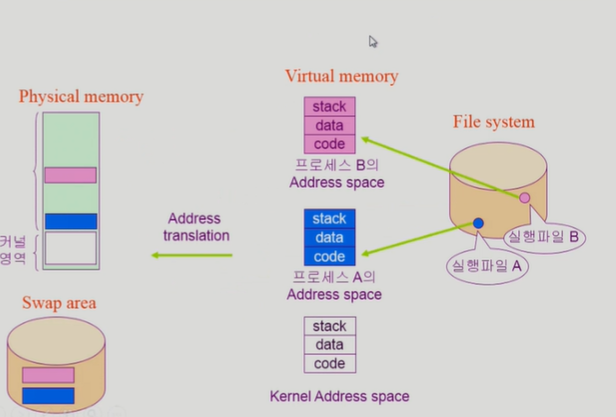 Virtual memory
Physical memory
stack
data
code
File system
프로세스 B의
Address space
Address
translation
stack
data
code
실행파일 B
커널
영역
실행파일 A
프로세스 A의
Address space
Swap area
stack
data
code
Kernel Address space